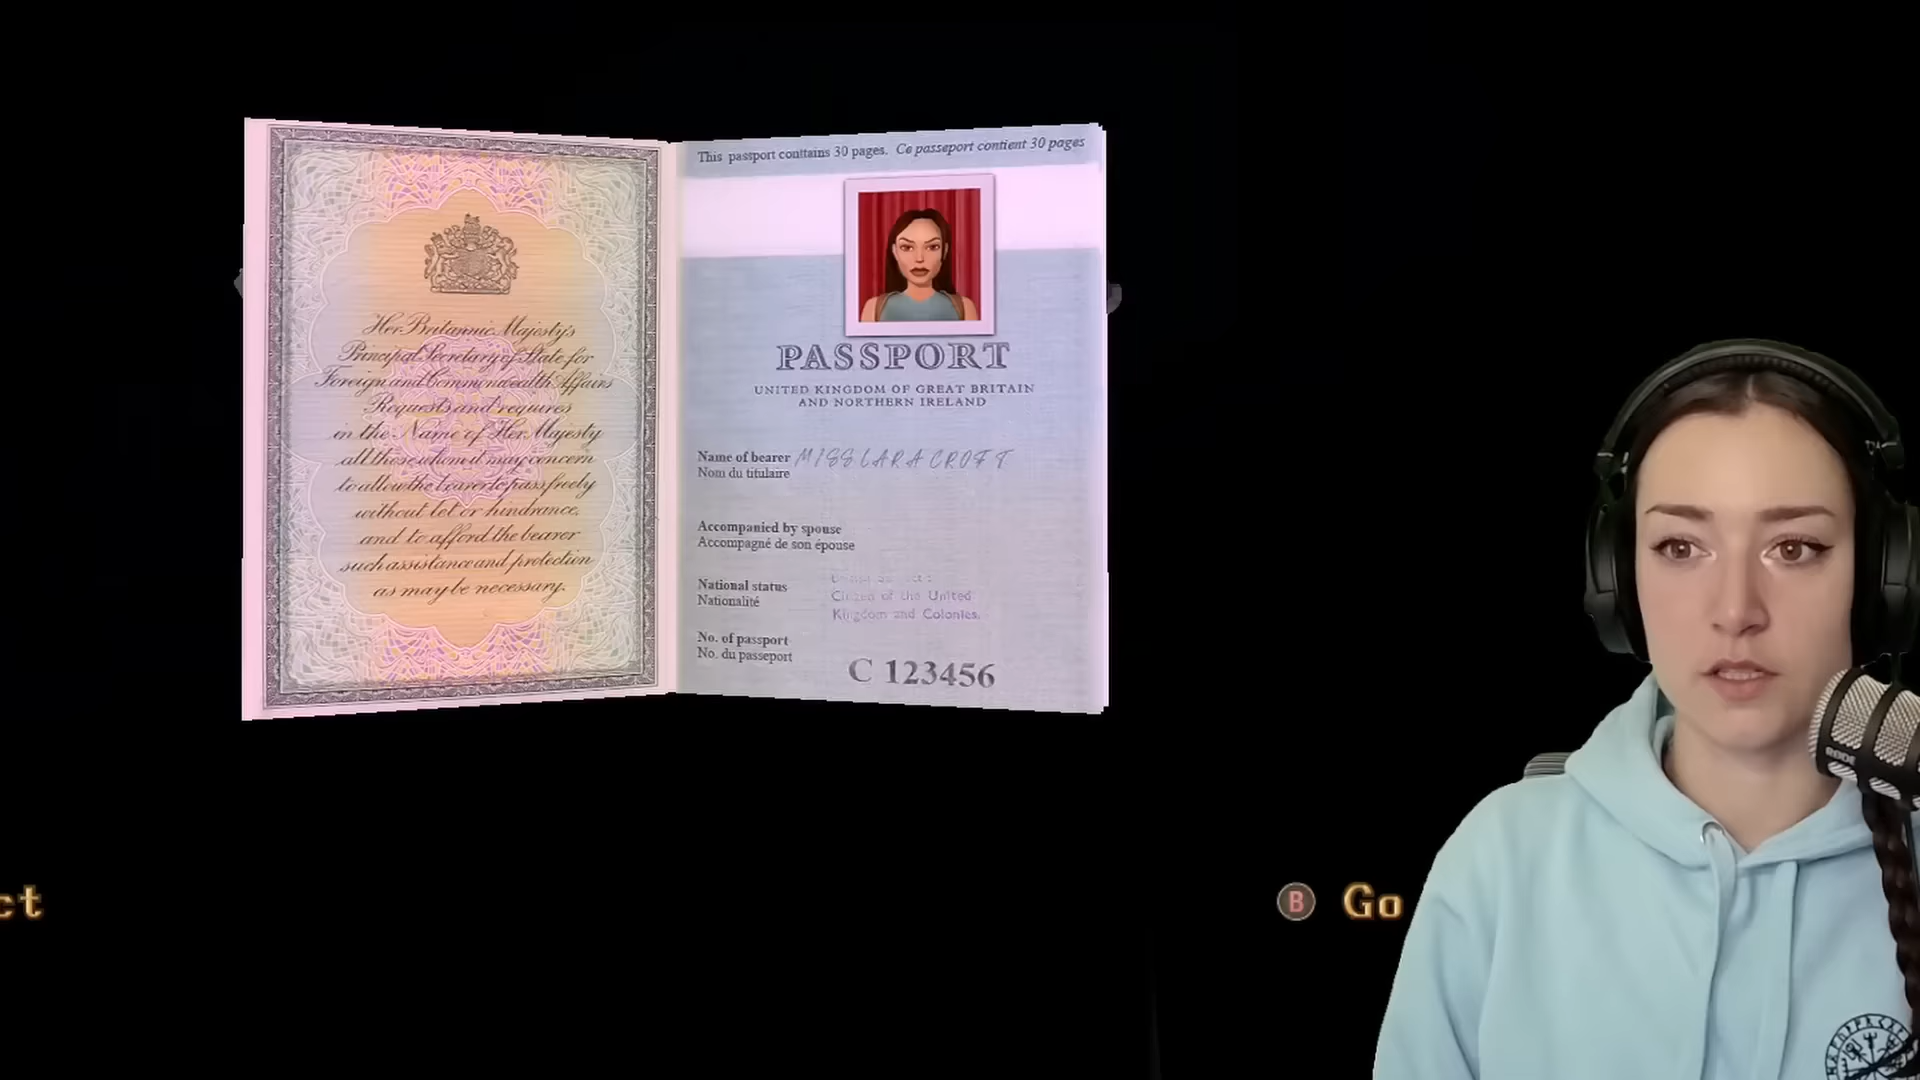 This passport conttains 30 pages. Ce passeport contient 30 pages
Her Britannic Majesty's
Principal Secretary of State for
Foreign and Commonwealth Affairs
Requests and requires
in the Name of Her Majesty
all those whom it may concern
to allow the bearer to pass freely
without let or hindrance,
and to afford the bearer
such assistance and protection
as may be necessary.
PASSPORT
UNITED KINGDOM OF GREAT BRITAIN
AND NORTHERN IRELAND
Name of bearer MISS LARA CROFT
Nom du titulaire
Accompanied by spouse
Accompagné de son épouse
National status
Nationalité
Citizen of the United
Kingdom and Colonies.
No. of passport
No. du passeport
C 123456
ct
B Go
RODE